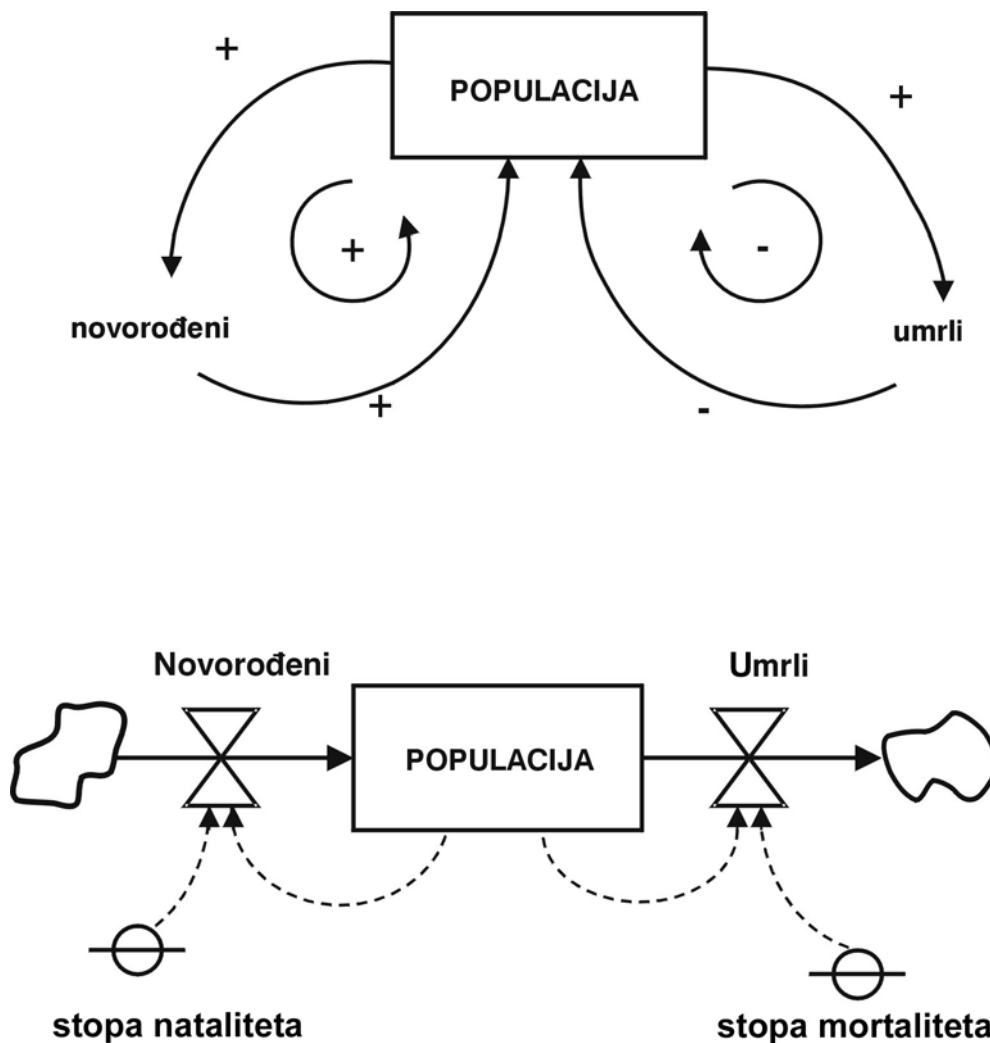 +
POPULACIJA
+
+
-
novorođeni
umrli
+
-
Novorođeni
Umrli
POPULACIJA
stopa nataliteta
stopa mortaliteta